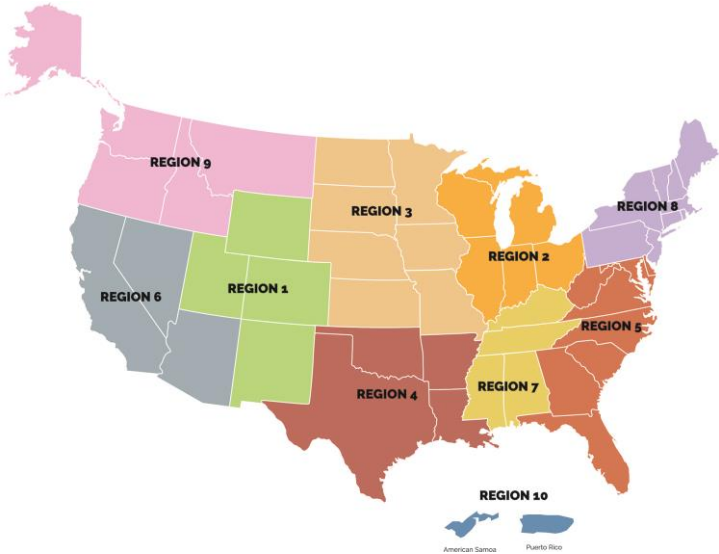 REGION 9
REGION 8
REGION 3
REGION 2
REGION 1
REGION 6
REGION 5
REGION 7
REGION 4
REGION 10
American Samoa
Puerto Rico